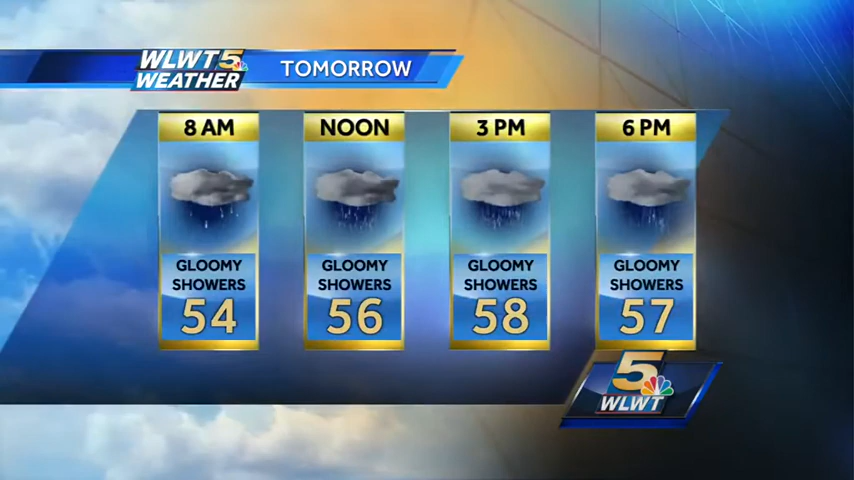 WLWT 5
WEATHER
TOMORROW
8 AM
NOON
3 PM
6 PM
GLOOMY
SHOWERS
54
GLOOMY
SHOWERS
56
GLOOMY
SHOWERS
58
GLOOMY
SHOWERS
57
5
WLWT